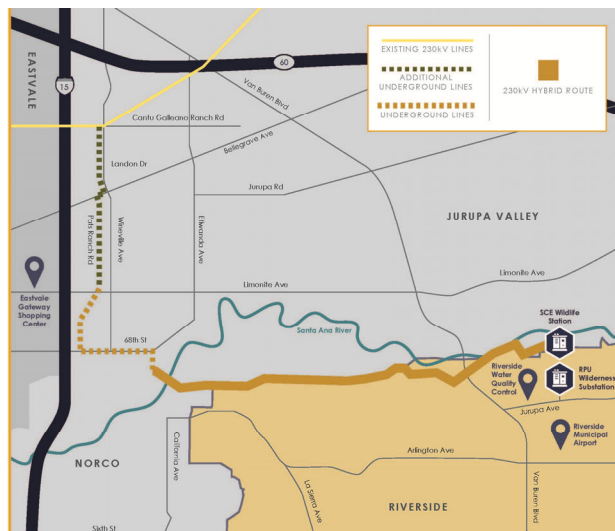 EASTVALE
15
60
EXISTING 230kV LINES
ADDITIONAL
UNDERGROUND LINES
UNDERGROUND LINES
230kV HYBRID ROUTE
Van Buren Blvd
Cantu Galleano Ranch Rd
Bellegrave Ave
Landon Dr
Jurupa Rd
Pats Ranch Rd
Wineville Ave
Etiwanda Ave
JURUPA VALLEY
Eastvale
Gateway
Shopping
Center
Limonite Ave
Limonite Ave
SCE Wildlife
Station
Santa Ana River
68th St
Riverside
Water
Quality
Control
RPU
Wilderness
Substation
Jurupa Ave
Riverside
Municipal
Airport
California Ave
NORCO
Arlington Ave
La Sierra Ave
Van Buren Blvd
RIVERSIDE
Sixth St